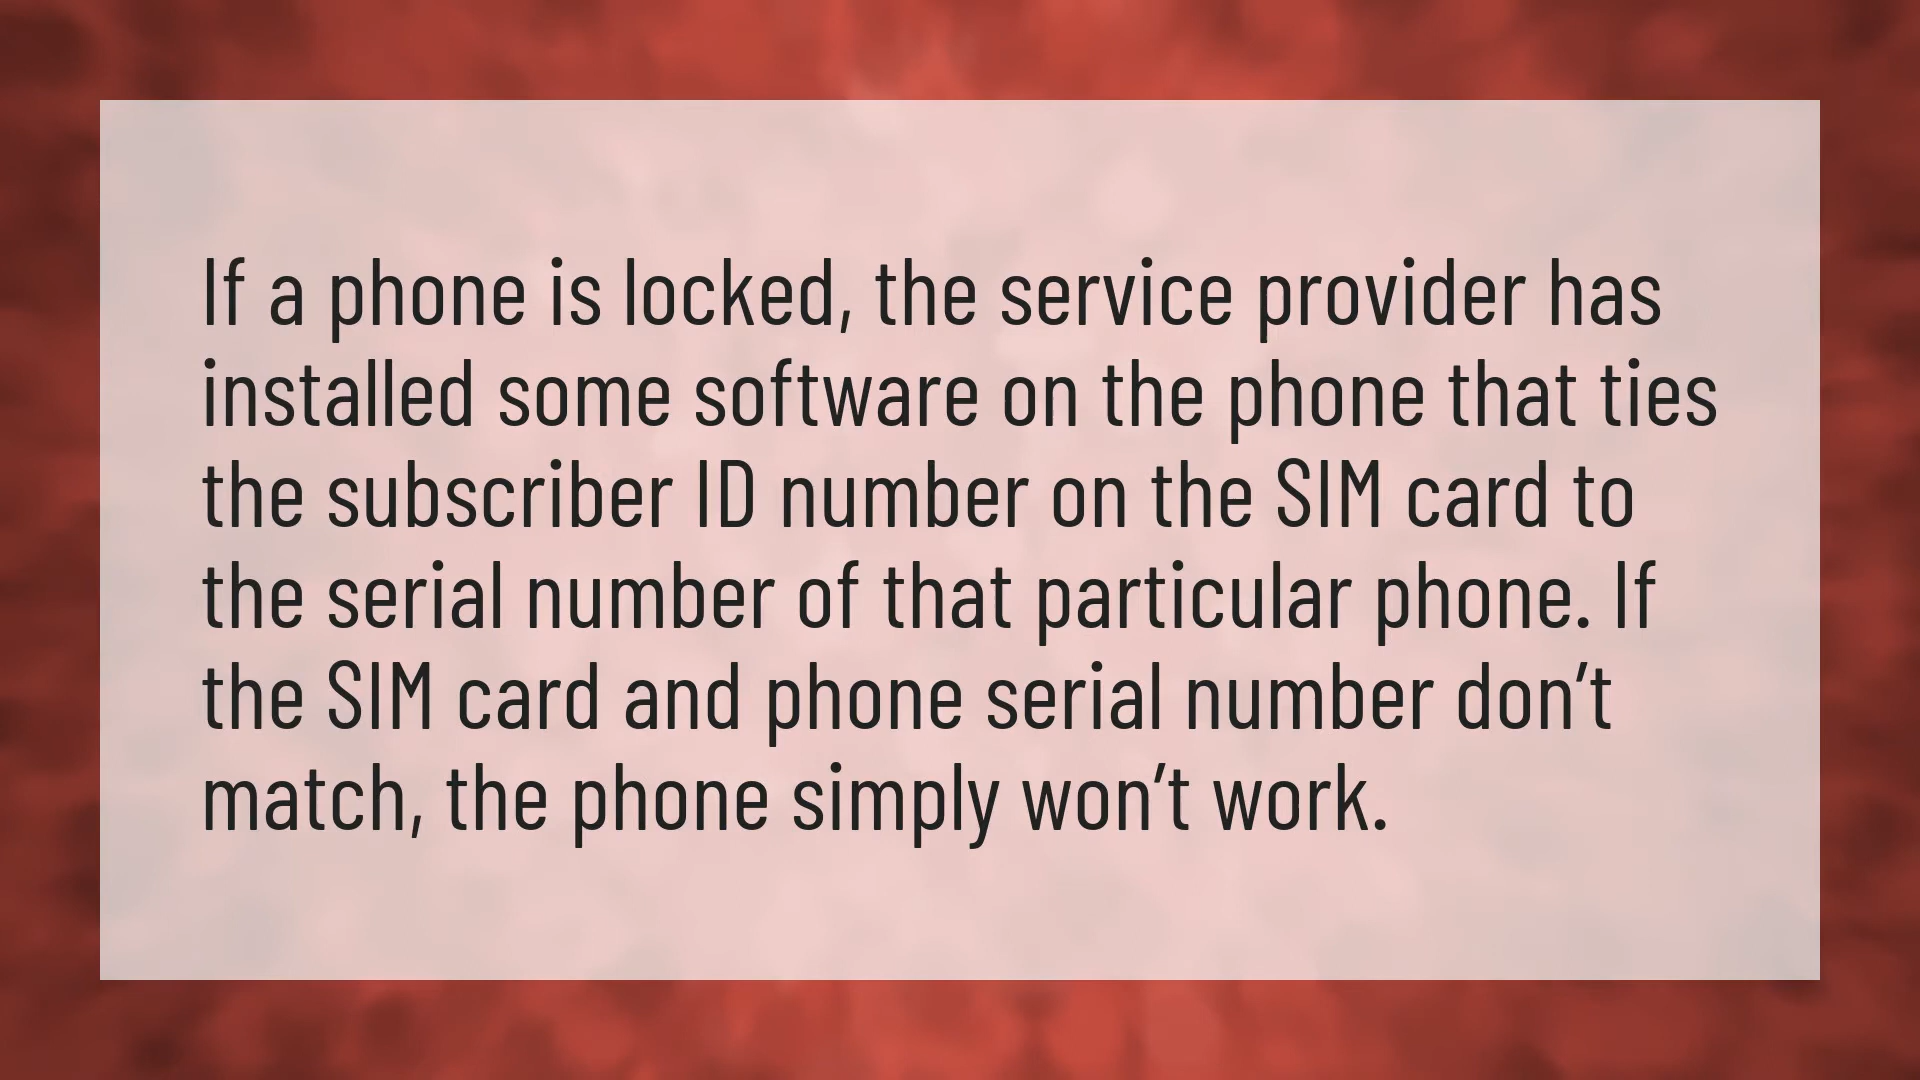 If a phone is locked, the service provider has
installed some software on the phone that ties
the subscriber ID number on the SIM card to
the serial number of that particular phone. If
the SIM card and phone serial number don’t
match, the phone simply won’t work.